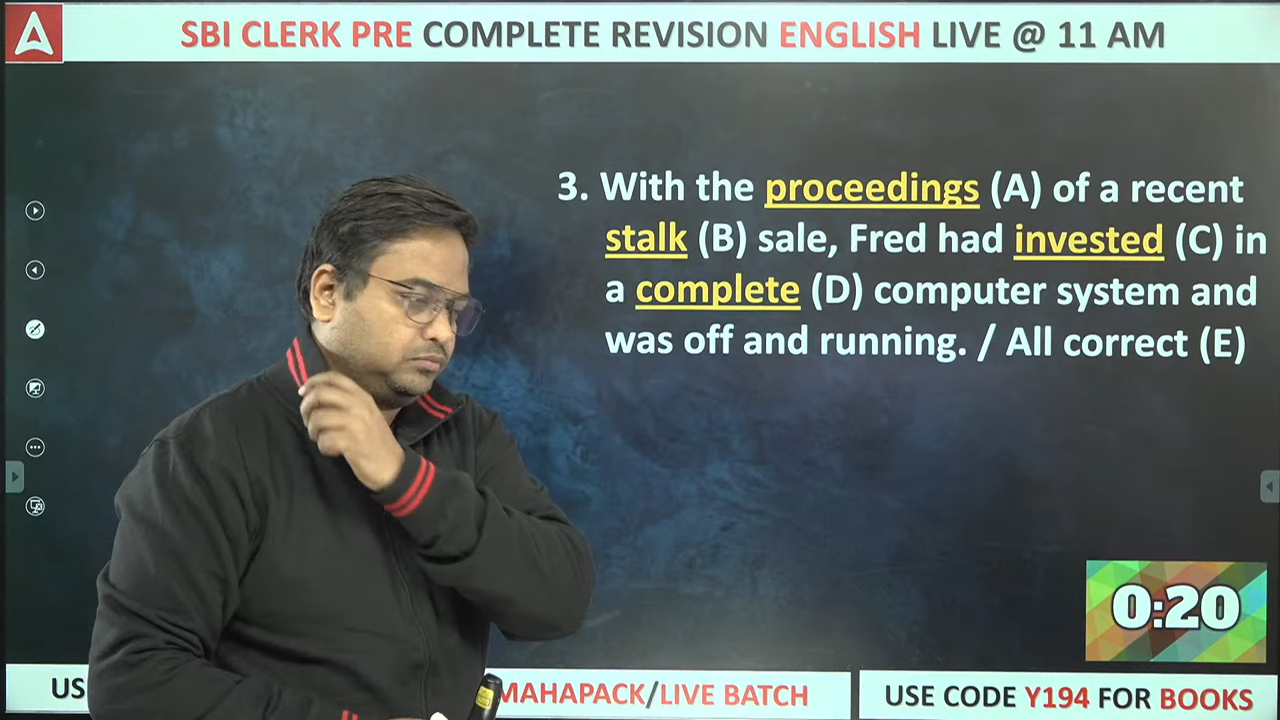 SBI CLERK PRE COMPLETE REVISION ENGLISH LIVE @ 11 AM
3. With the proceedings (A) of a recent
stalk (B) sale, Fred had invested (C) in
a complete (D) computer system and
was off and running. / All correct (E)
0:20
US
MAHAPACK/LIVE BATCH
USE CODE Y194 FOR BOOKS